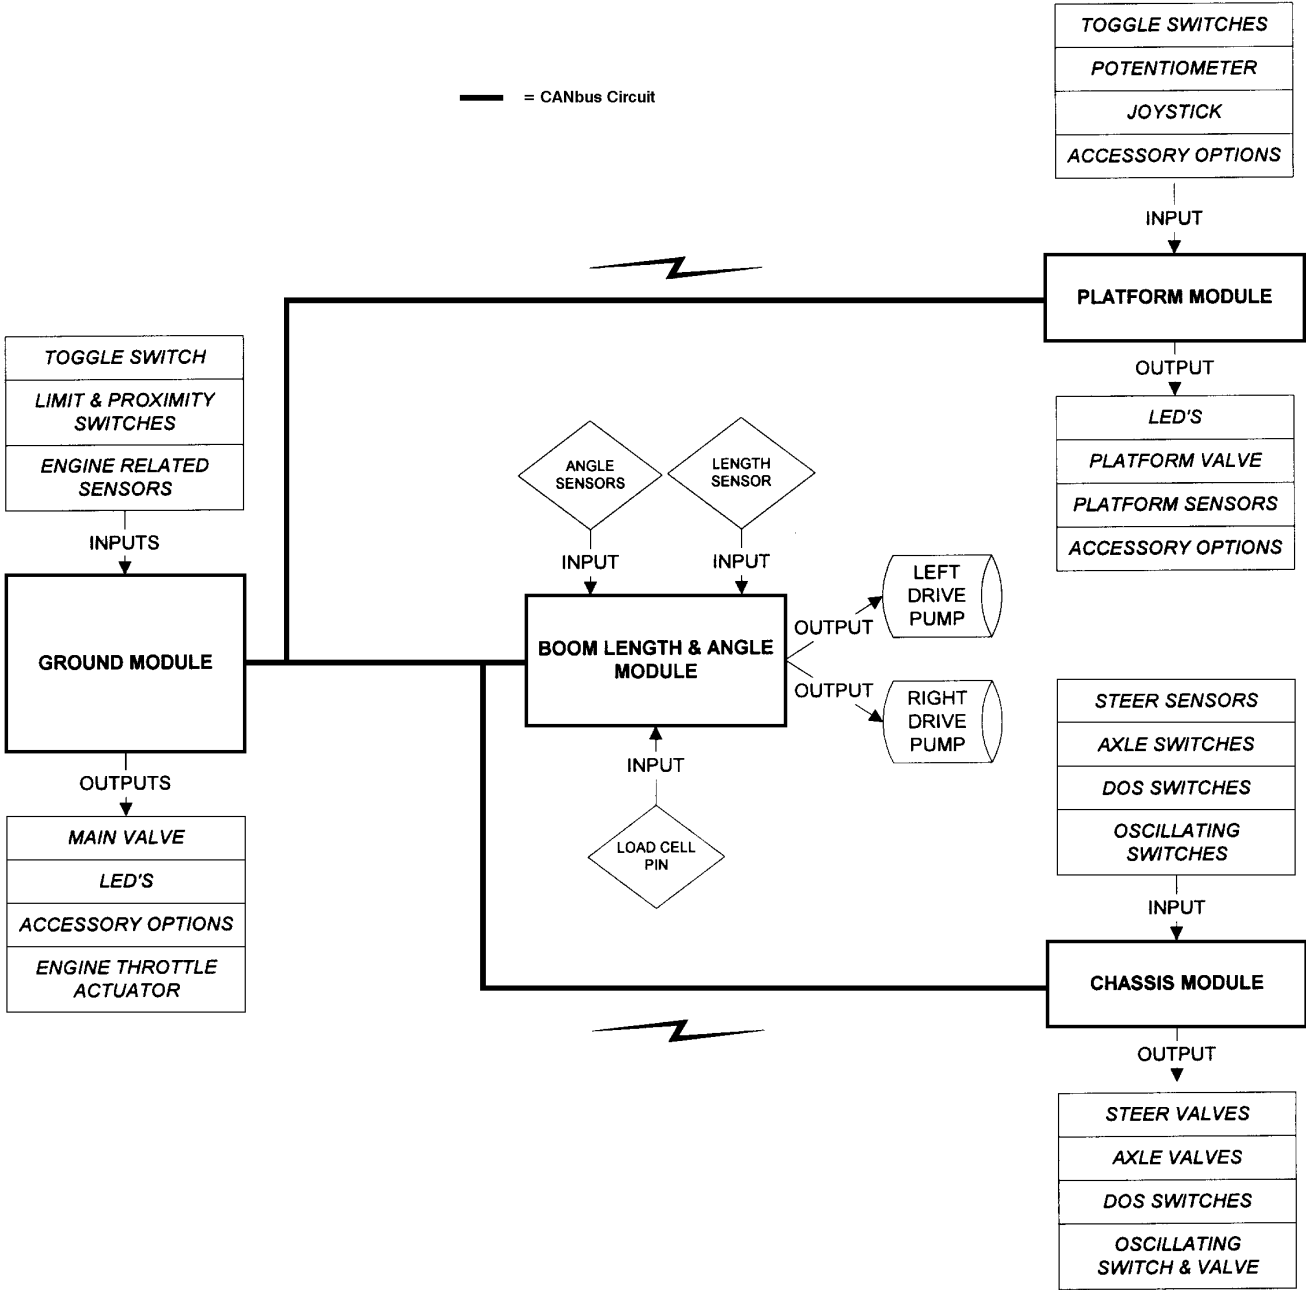 = CANbus Circuit
TOGGLE SWITCHES
POTENTIOMETER
JOYSTICK
ACCESSORY OPTIONS
INPUT
PLATFORM MODULE
OUTPUT
LED'S
PLATFORM VALVE
PLATFORM SENSORS
ACCESSORY OPTIONS
TOGGLE SWITCH
LIMIT & PROXIMITY
SWITCHES
ENGINE RELATED
SENSORS
INPUTS
GROUND MODULE
OUTPUTS
MAIN VALVE
LED'S
ACCESSORY OPTIONS
ENGINE THROTTLE
ACTUATOR
ANGLE
SENSORS
INPUT
LENGTH
SENSOR
INPUT
BOOM LENGTH & ANGLE
MODULE
OUTPUT
LEFT
DRIVE
PUMP
OUTPUT
RIGHT
DRIVE
PUMP
INPUT
LOAD CELL
PIN
STEER SENSORS
AXLE SWITCHES
DOS SWITCHES
OSCILLATING
SWITCHES
INPUT
CHASSIS MODULE
OUTPUT
STEER VALVES
AXLE VALVES
DOS SWITCHES
OSCILLATING
SWITCH & VALVE